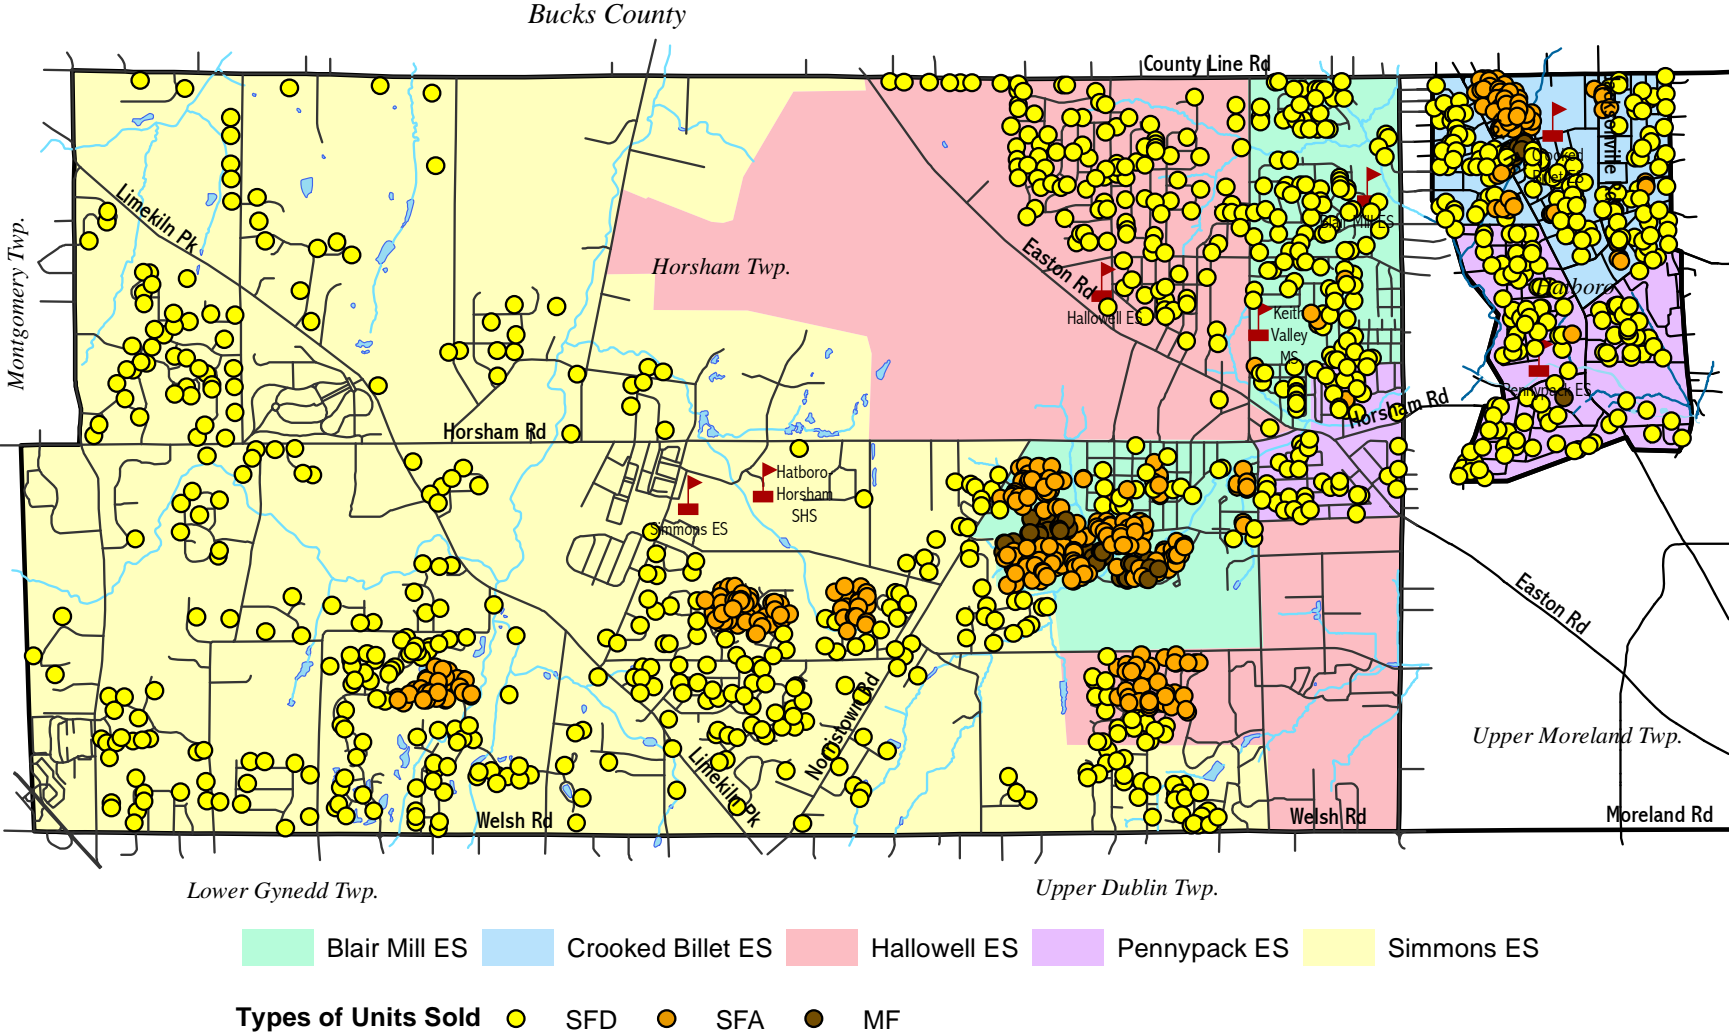 Bucks County
County Line Rd
Crooked
Billet ES
Limekiln Pk
Blair Mill ES
Montgomery Twp.
Horsham Twp.
Easton Rd
Hatboro
Hallowell ES
Keith
Valley
MS
Pennypack ES
Horsham Rd
Horsham Rd
Hatboro-
Horsham
SHS
Simmons ES
Easton Rd
Norristown Rd
Upper Moreland Twp.
Limekiln Pk
Welsh Rd
Welsh Rd
Moreland Rd
Lower Gynedd Twp.
Upper Dublin Twp.
Blair Mill ES
Crooked Billet ES
Hallowell ES
Pennypack ES
Simmons ES
Types of Units Sold
SFD
SFA
MF